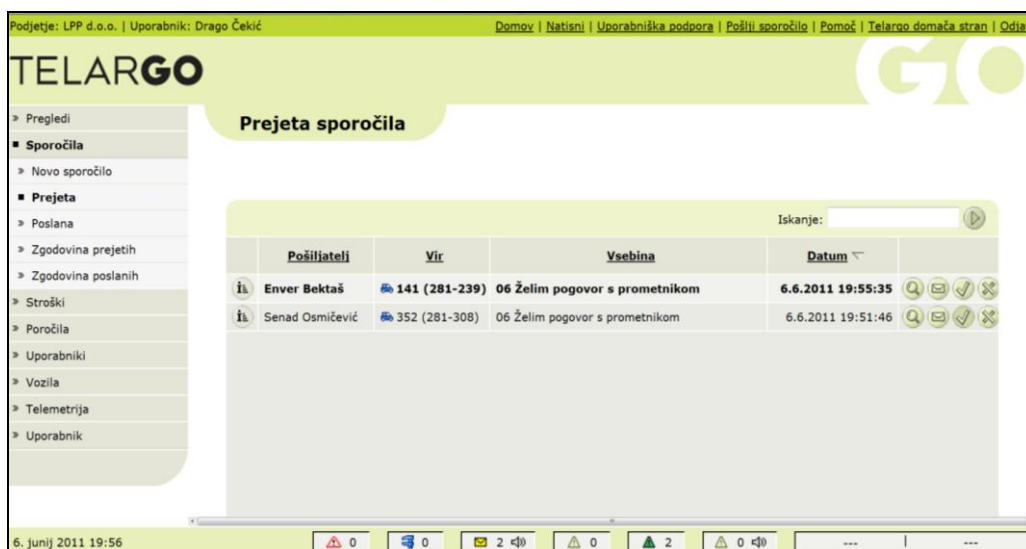 Podjetje: LPP d.o.o. | Uporabnik: Drago Čekić
Domov | Natisni | Uporabniška podpora | Pošlji sporočilo | Pomoč | Telargo domača stran | Odja
TELARGO
GO
» Pregledi
Sporočila
» Novo sporočilo
Prejeta
» Poslana
» Zgodovina prejetih
» Zgodovina poslanih
» Stroški
» Poročila
» Uporabniki
» Vozila
» Telemetrija
» Uporabnik
Prejeta sporočila
Iskanje:
Pošiljatelj Vir Vsebina Datum
Enver Bektaš 141 (281-239) 06 Želim pogovor s prometnikom 6.6.2011 19:55:35
Senad Osmičević 352 (281-308) 06 Želim pogovor s prometnikom 6.6.2011 19:51:46
6. junij 2011 19:56 0 0 2 0 2 0 --- | ---